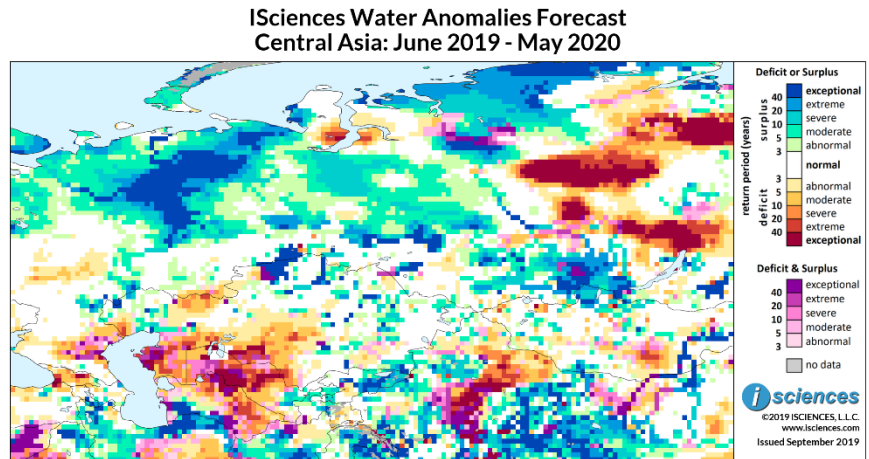 ISciences Water Anomalies Forecast
Central Asia: June 2019 - May 2020
Deficit or Surplus
return period (years)
surplus
deficit
exceptional
40
extreme
20
severe
10
moderate
5
abnormal
3
normal
3
abnormal
5
moderate
10
severe
20
extreme
40
exceptional
Deficit & Surplus
exceptional
40
extreme
20
severe
10
moderate
5
abnormal
3
no data
i sciences
©2019 ISCIENCES, L.L.C.
www.isciences.com
Issued September 2019